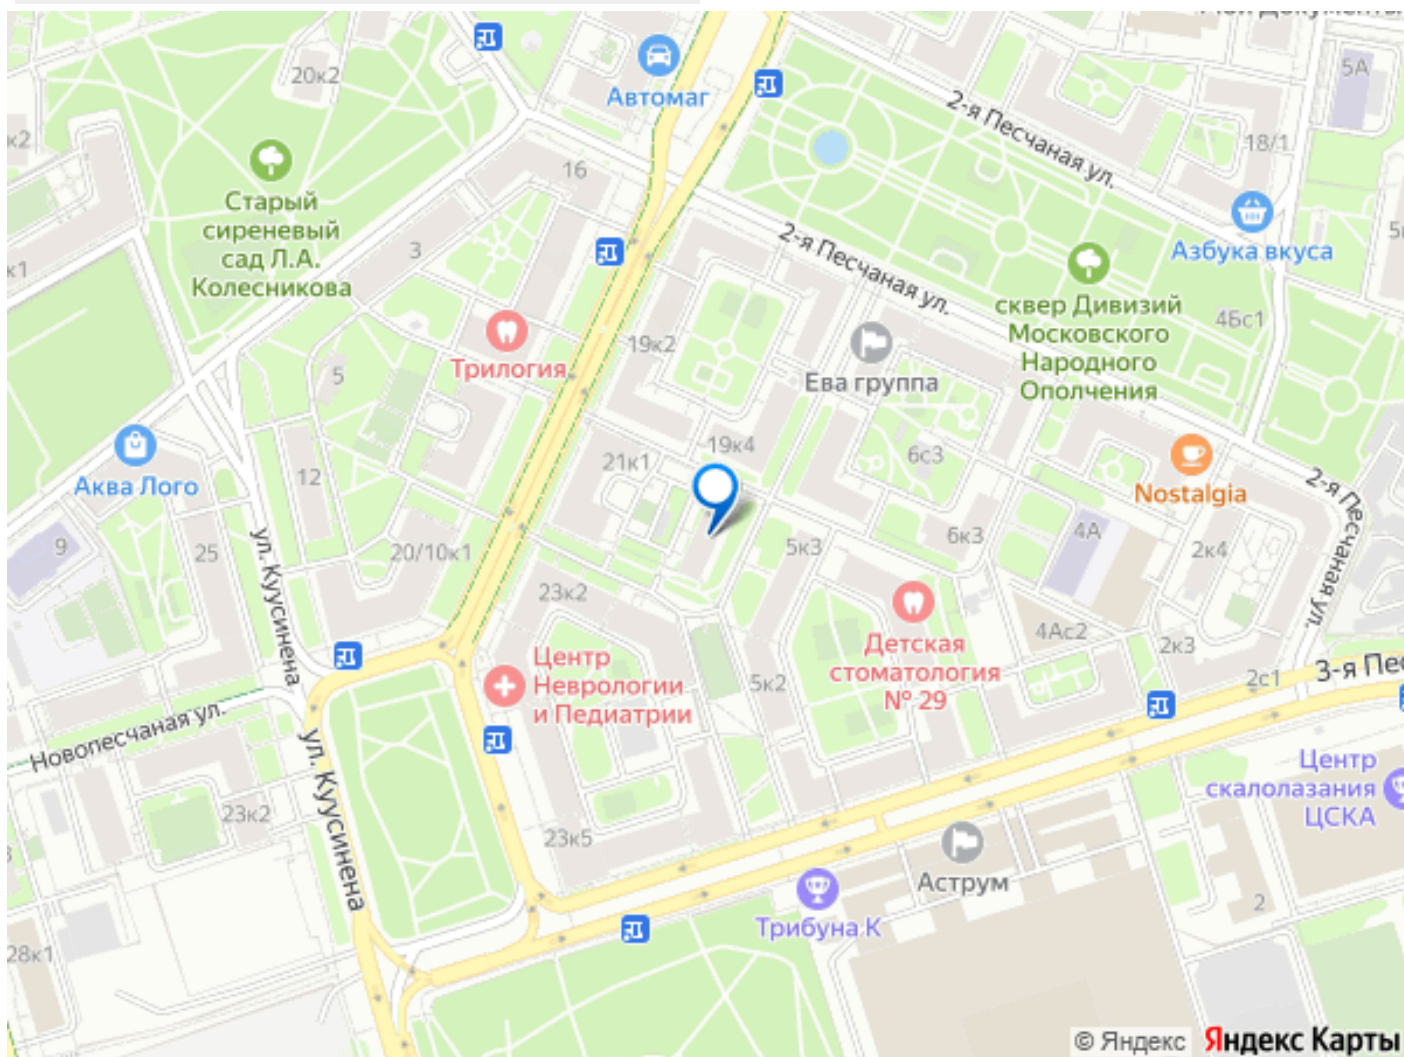 20к2
Автомаг
5А
2-я Песчаная ул.
18/1
к2
Старый
сиреневый
сад Л.А.
Колесникова
16
3
2-я Песчаная ул.
Азбука вкуса
к1
сквер Дивизий
Московского
Народного
Ополчения
4Бс1
19к2
Трилогия
5
Ева группа
19к4
21к1
6с3
Аква Лого
12
Nostalgia
2-я Песчаная ул.
9
25
ул. Куусинена
20/10к1
5к3
6к3
4А
2к4
23к2
Детская
стоматология
№ 29
4Ас2
2к3
Центр
Неврологии
и Педиатрии
5к2
2с1
3-я Пес
Новопесчаная ул.
ул. Куусинена
23к2
23к5
Центр
скалолазания
ЦСКА
Аструм
Трибуна К
2
28к1
© Яндекс Яндекс Карты